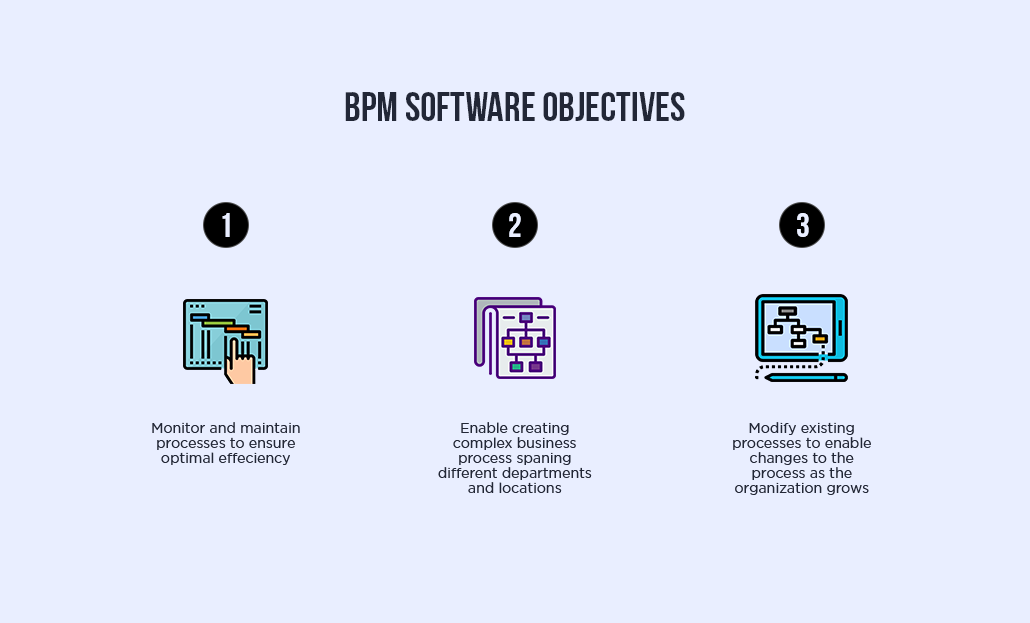 BPM SOFTWARE OBJECTIVES
1
2
3
Monitor and maintain
processes to ensure
optimal effeciency
Enable creating
complex business
process spaning
different departments
and locations
Modify existing
processes to enable
changes to the
process as the
organization grows